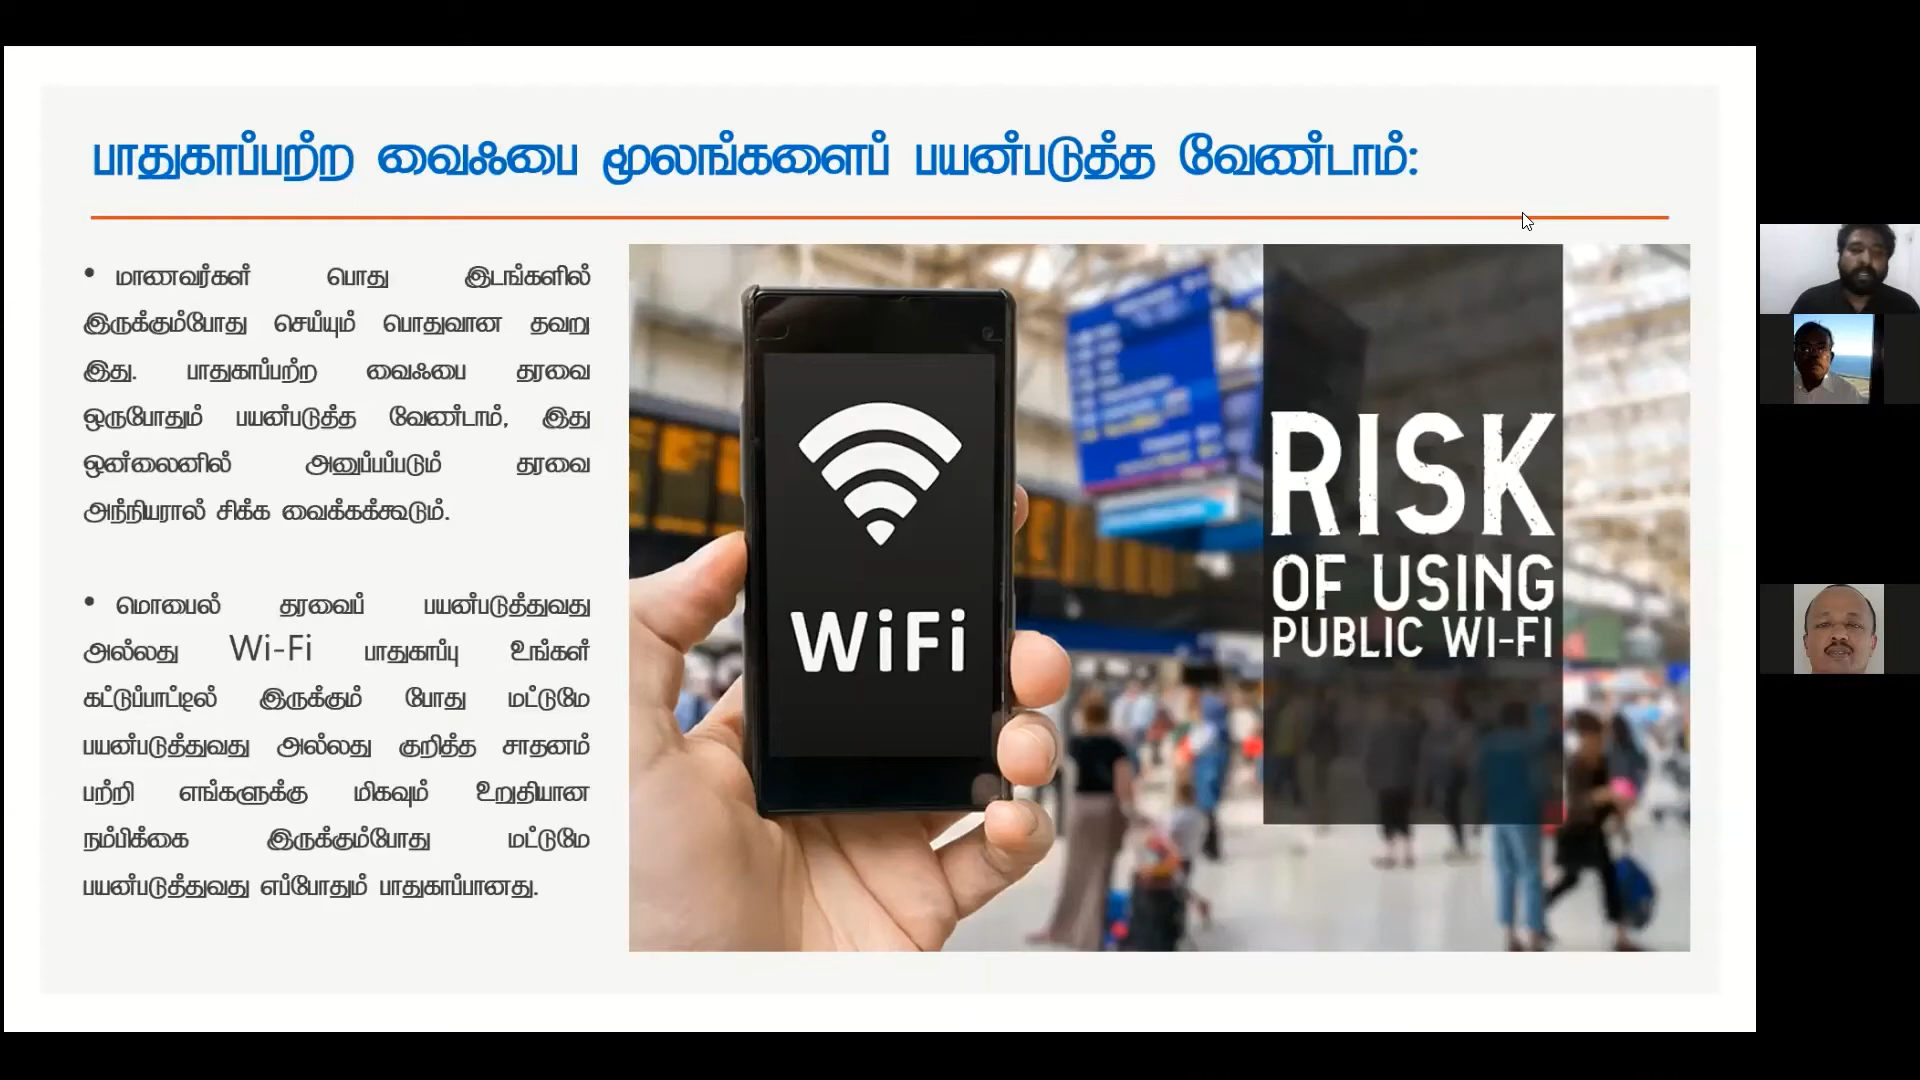 பாதுகாப்பற்ற வைஃபை மூலங்களைப் பயன்படுத்த வேண்டாம்:
• மாணவர்கள் பொது இடங்களில்
இருக்கும்போது செய்யும் பொதுவான தவறு
இது. பாதுகாப்பற்ற வைஃபை தரவை
ஒருபோதும் பயன்படுத்த வேண்டாம், இது
ஒன்லைனில் அனுப்பப்படும் தரவை
அந்நியரால் சிக்க வைக்கக்கூடும்.
• மொபைல் தரவைப் பயன்படுத்துவது
அல்லது Wi-Fi பாதுகாப்பு உங்கள்
கட்டுப்பாட்டில் இருக்கும் போது மட்டுமே
பயன்படுத்துவது அல்லது குறித்த சாதனம்
பற்றி எங்களுக்கு மிகவும் உறுதியான
நம்பிக்கை இருக்கும்போது மட்டுமே
பயன்படுத்துவது எப்போதும் பாதுகாப்பானது.
WiFi
RISK
OF USING
PUBLIC WI-FI